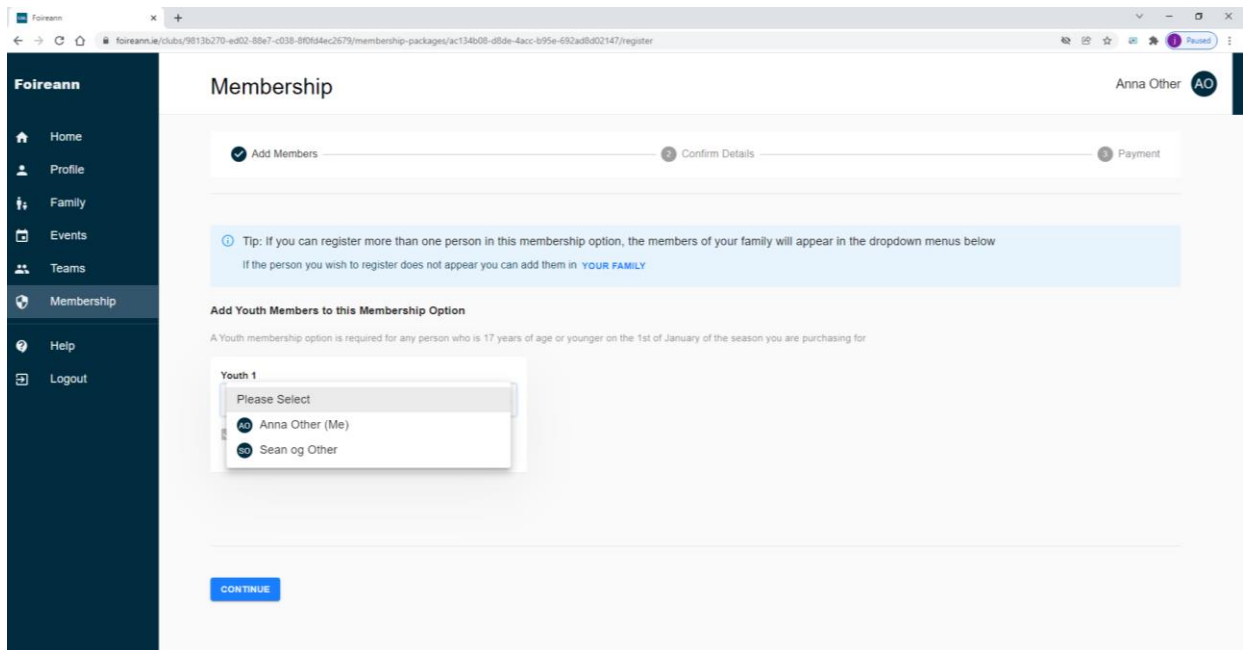 Foireann
foireann.ie/clubs/9813b270-ed02-88e7-c038-8f0fd4ec2679/membership-packages/ac134b08-d8de-4acc-b95e-692ad8d02147/register
Paused
Foireann
Membership
Anna Other
AO
Home
Profile
Family
Events
Teams
Membership
Help
Logout
Add Members
2 Confirm Details
3 Payment
Tip: If you can register more than one person in this membership option, the members of your family will appear in the dropdown menus below
If the person you wish to register does not appear you can add them in YOUR FAMILY
Add Youth Members to this Membership Option
A Youth membership option is required for any person who is 17 years of age or younger on the 1st of January of the season you are purchasing for
Youth 1
Please Select
AO Anna Other (Me)
SO Sean og Other
CONTINUE